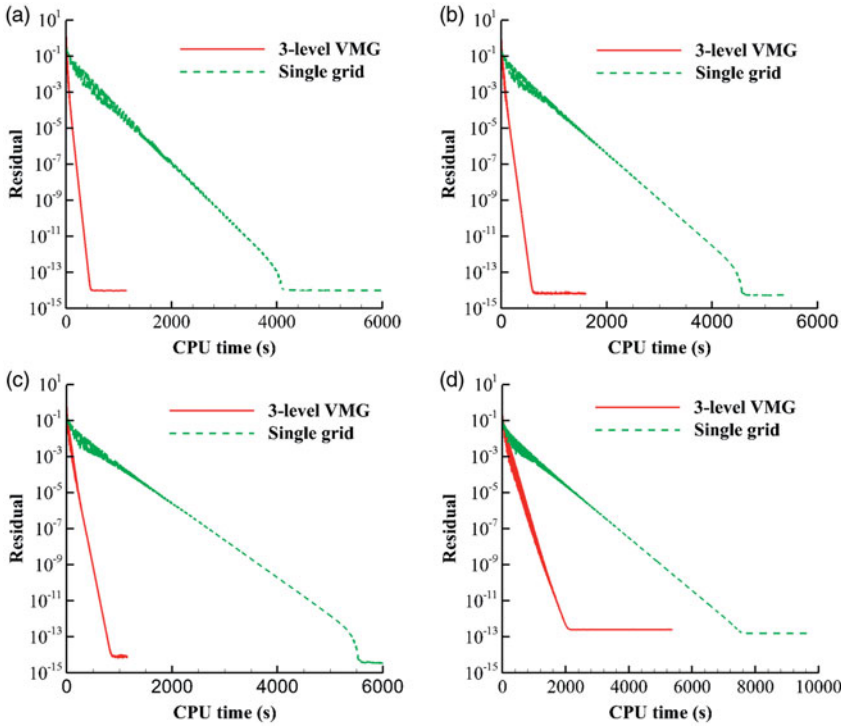 (a)
10^1
10^-1
10^-3
10^-5
10^-7
10^-9
10^-11
10^-13
10^-15
Residual
3-level VMG
Single grid
0 2000 4000 6000
CPU time (s)
(b)
10^1
10^-1
10^-3
10^-5
10^-7
10^-9
10^-11
10^-13
10^-15
Residual
3-level VMG
Single grid
0 2000 4000 6000
CPU time (s)
(c)
10^1
10^-1
10^-3
10^-5
10^-7
10^-9
10^-11
10^-13
10^-15
Residual
3-level VMG
Single grid
0 2000 4000 6000
CPU time (s)
(d)
10^1
10^-1
10^-3
10^-5
10^-7
10^-9
10^-11
10^-13
10^-15
Residual
3-level VMG
Single grid
0 2000 4000 6000 8000 10000
CPU time (s)